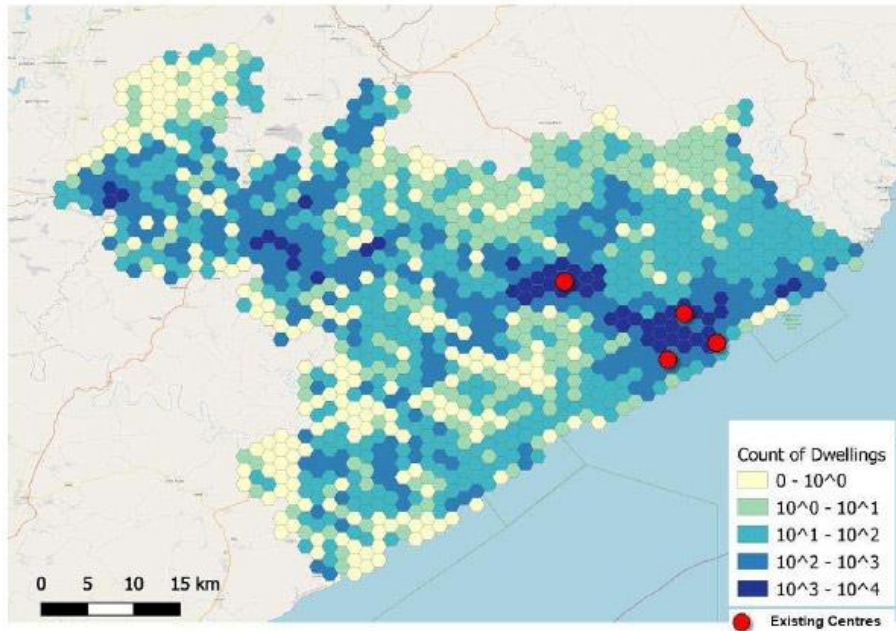 Count of Dwellings
0 - 10^0
10^0 - 10^1
10^1 - 10^2
10^2 - 10^3
10^3 - 10^4
Existing Centres
0 5 10 15 km